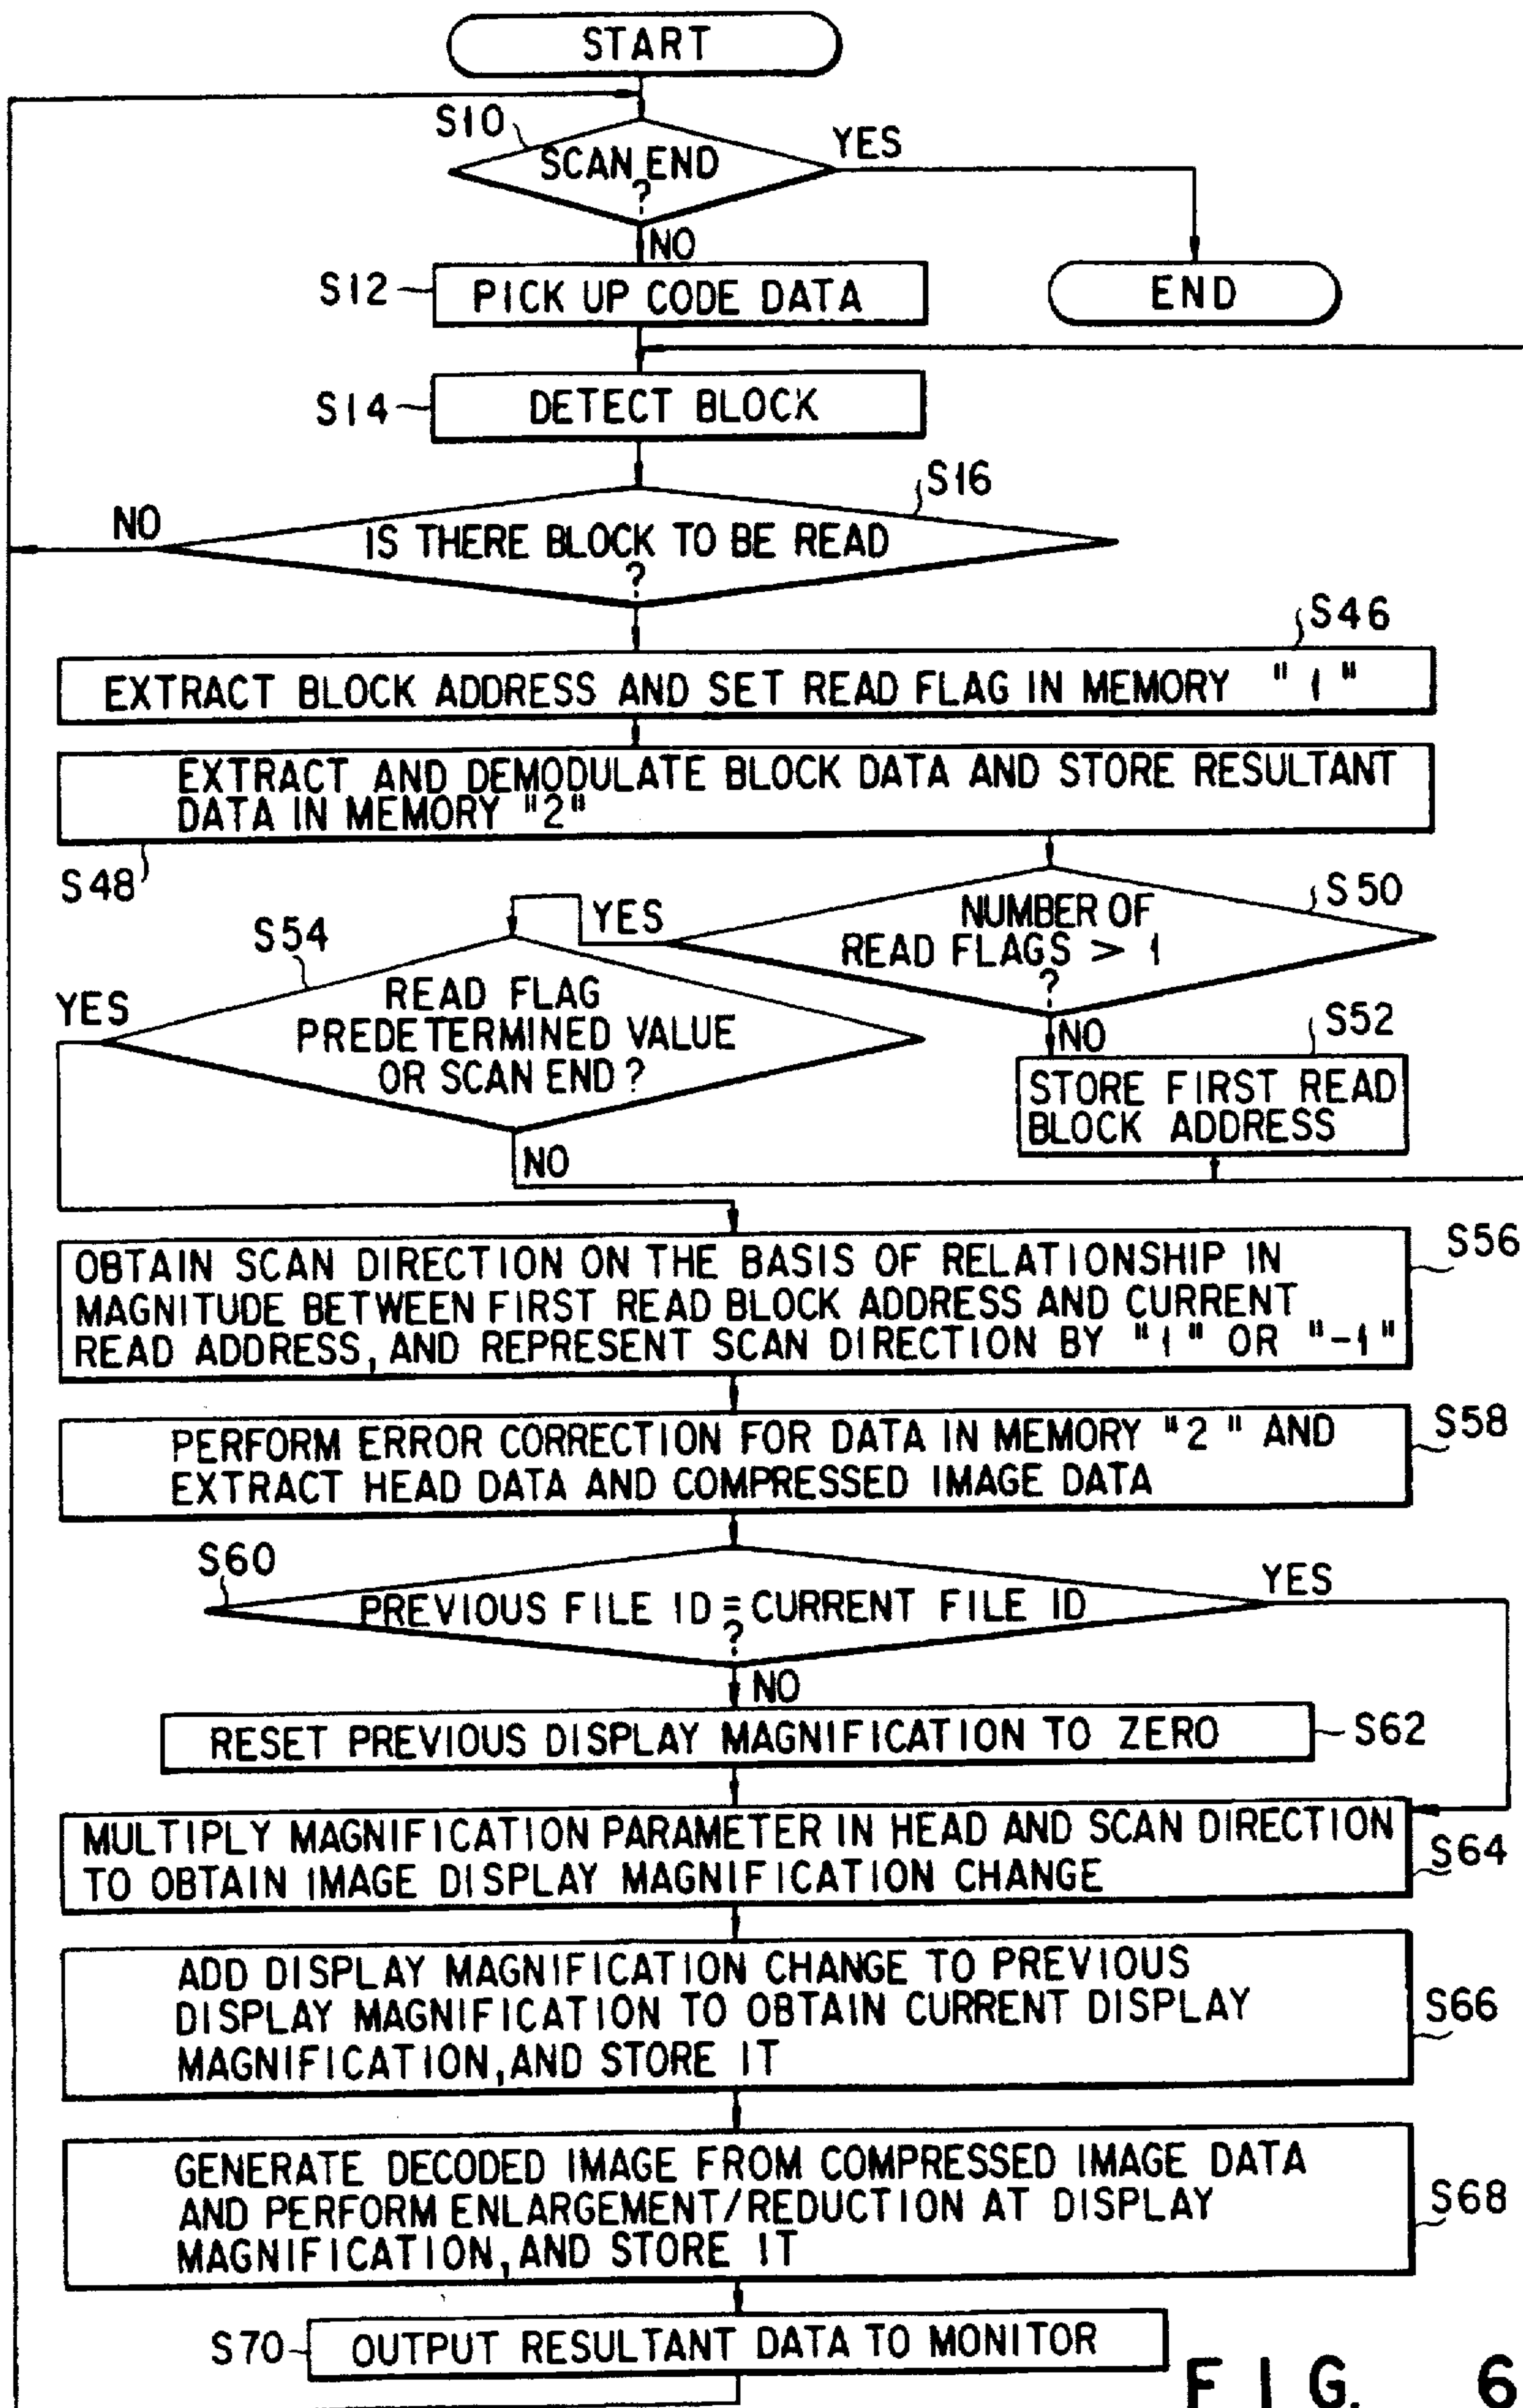 START
S10
SCAN END
?
YES
NO
S12
PICK UP CODE DATA
END
S14
DETECT BLOCK
S16
NO
IS THERE BLOCK TO BE READ
?
S46
EXTRACT BLOCK ADDRESS AND SET READ FLAG IN MEMORY "1"
EXTRACT AND DEMODULATE BLOCK DATA AND STORE RESULTANT
DATA IN MEMORY "2"
S48
S50
NUMBER OF
READ FLAGS > 1
?
YES
NO
S54
READ FLAG
PREDETERMINED VALUE
OR SCAN END?
YES
NO
S52
STORE FIRST READ
BLOCK ADDRESS
S56
OBTAIN SCAN DIRECTION ON THE BASIS OF RELATIONSHIP IN
MAGNITUDE BETWEEN FIRST READ BLOCK ADDRESS AND CURRENT
READ ADDRESS, AND REPRESENT SCAN DIRECTION BY "1" OR "-1"
S58
PERFORM ERROR CORRECTION FOR DATA IN MEMORY "2" AND
EXTRACT HEAD DATA AND COMPRESSED IMAGE DATA
S60
PREVIOUS FILE ID = CURRENT FILE ID
?
YES
NO
RESET PREVIOUS DISPLAY MAGNIFICATION TO ZERO
S62
MULTIPLY MAGNIFICATION PARAMETER IN HEAD AND SCAN DIRECTION
TO OBTAIN IMAGE DISPLAY MAGNIFICATION CHANGE
S64
ADD DISPLAY MAGNIFICATION CHANGE TO PREVIOUS
DISPLAY MAGNIFICATION TO OBTAIN CURRENT DISPLAY
MAGNIFICATION, AND STORE IT
S66
GENERATE DECODED IMAGE FROM COMPRESSED IMAGE DATA
AND PERFORM ENLARGEMENT/REDUCTION AT DISPLAY
MAGNIFICATION, AND STORE IT
S68
S70
OUTPUT RESULTANT DATA TO MONITOR
FIG. 6